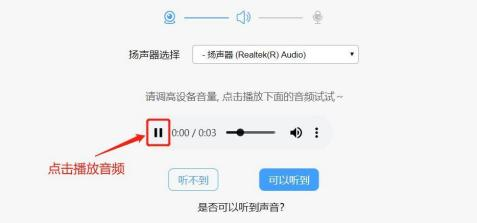 扬声器选择
- 扬声器 (Realtek(R) Audio)
请调高设备音量, 点击播放下面的音频试试~
0:00 / 0:03
点击播放音频
听不到
可以听到
是否可以听到声音?